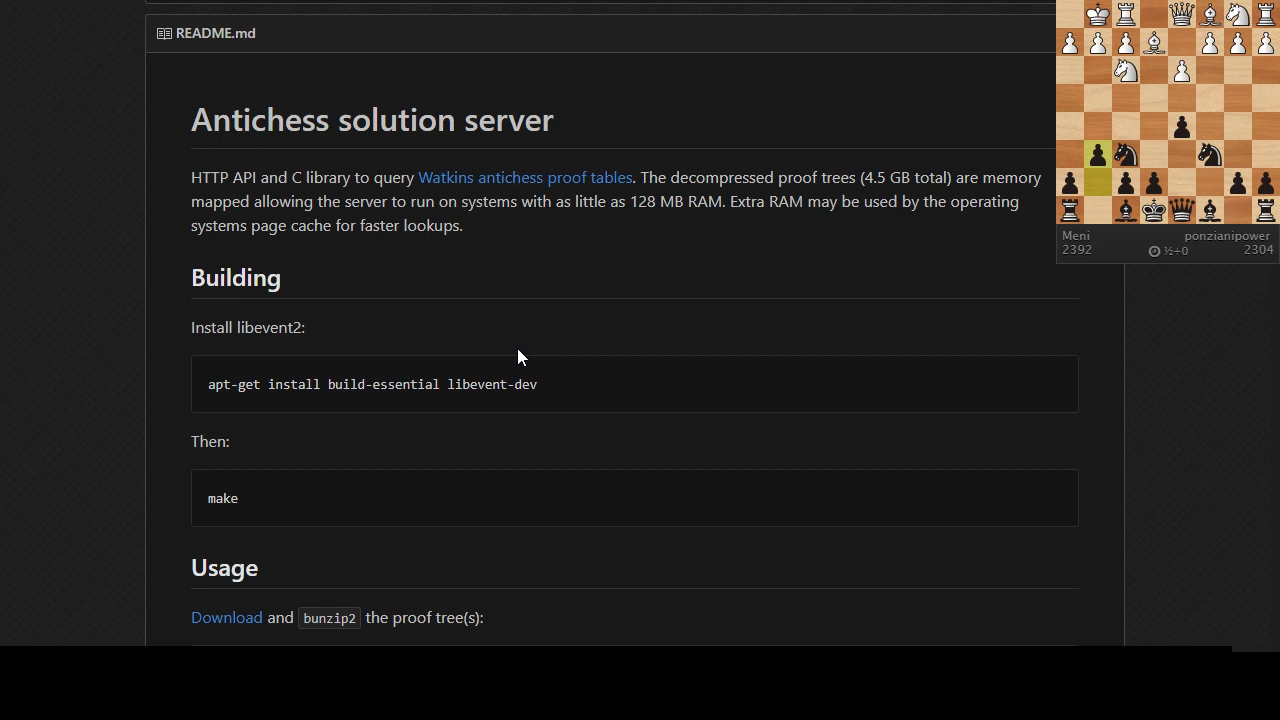 README.md
Antichess solution server
HTTP API and C library to query Watkins antichess proof tables. The decompressed proof trees (4.5 GB total) are memory
mapped allowing the server to run on systems with as little as 128 MB RAM. Extra RAM may be used by the operating
systems page cache for faster lookups.
Building
Install libevent2:
apt-get install build-essential libevent-dev
Then:
make
Usage
Download and bunzip2 the proof tree(s):
Meni ponzianipower
2392 ½+0 2304